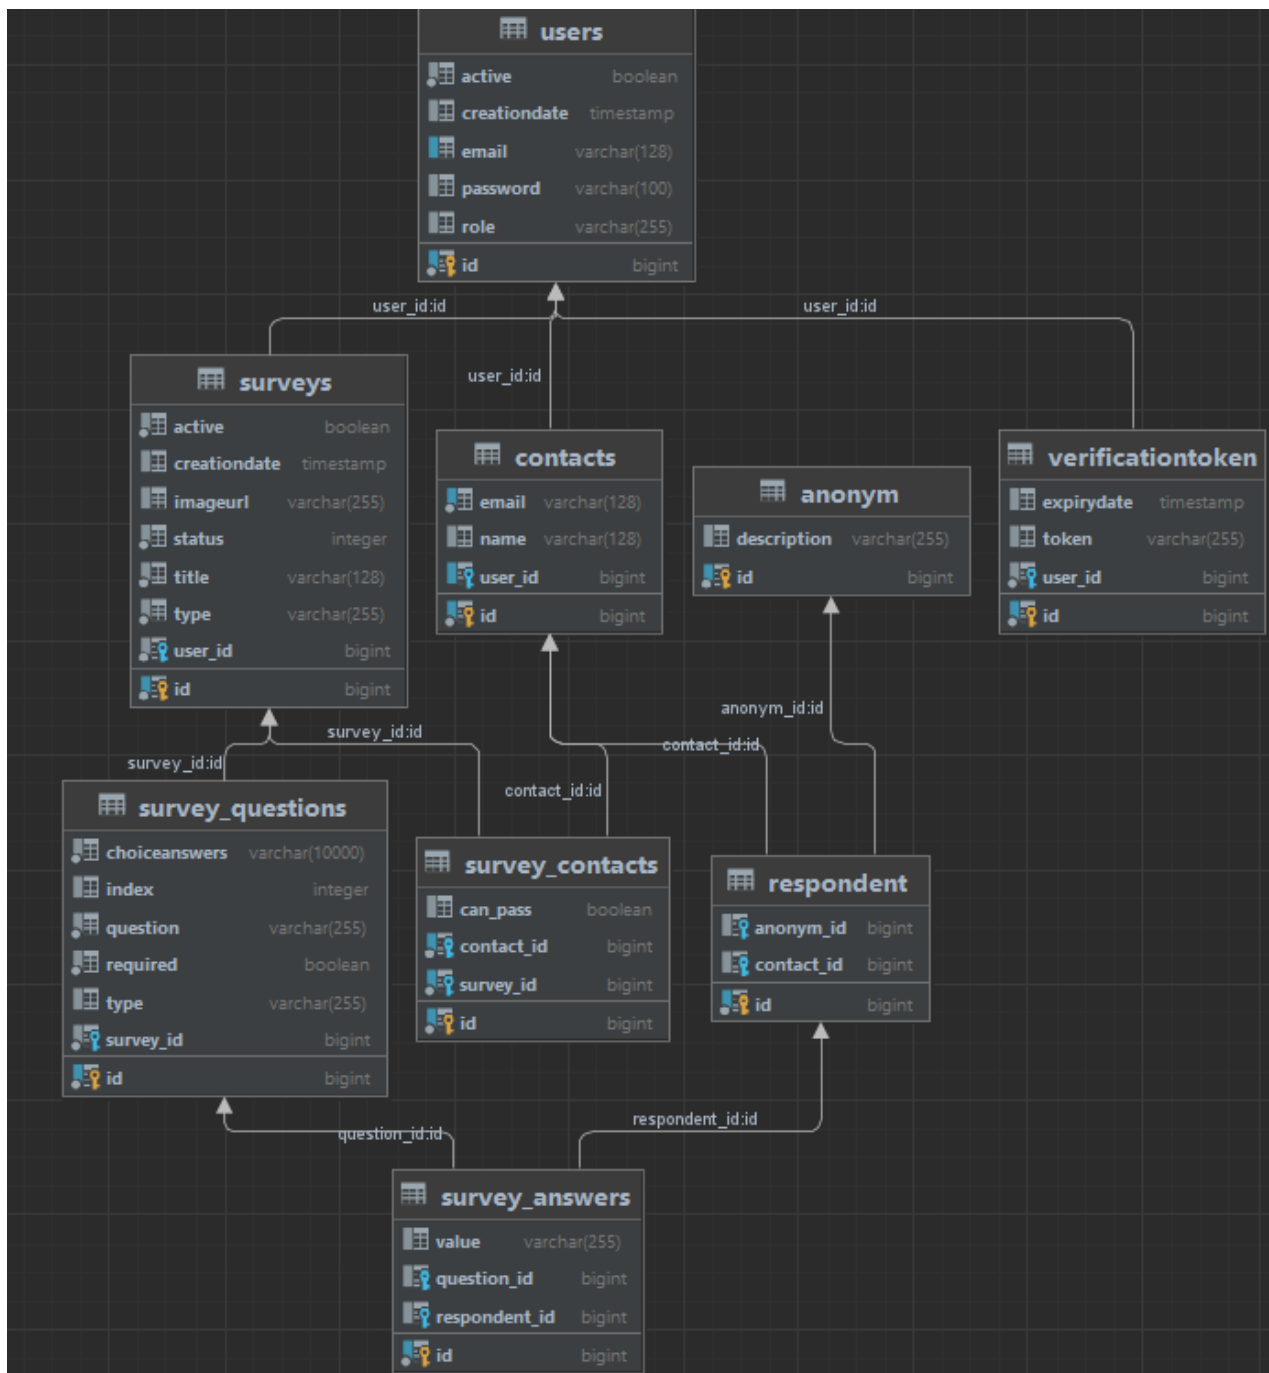 users
active boolean
creationdate timestamp
email varchar(128)
password varchar(100)
role varchar(255)
id bigint
user_id:id
user_id:id
user_id:id
surveys
active boolean
creationdate timestamp
imageurl varchar(255)
status integer
title varchar(128)
type varchar(255)
user_id bigint
id bigint
contacts
email varchar(128)
name varchar(128)
user_id bigint
id bigint
anonym
description varchar(255)
id bigint
verificationtoken
expirydate timestamp
token varchar(255)
user_id bigint
id bigint
survey_id:id
survey_id:id
contact_id:id
contact_id:id
anonym_id:id
survey_questions
choiceanswers varchar(10000)
index integer
question varchar(255)
required boolean
type varchar(255)
survey_id bigint
id bigint
survey_contacts
can_pass boolean
contact_id bigint
survey_id bigint
id bigint
respondent
anonym_id bigint
contact_id bigint
id bigint
question_id:id
respondent_id:id
survey_answers
value varchar(255)
question_id bigint
respondent_id bigint
id bigint